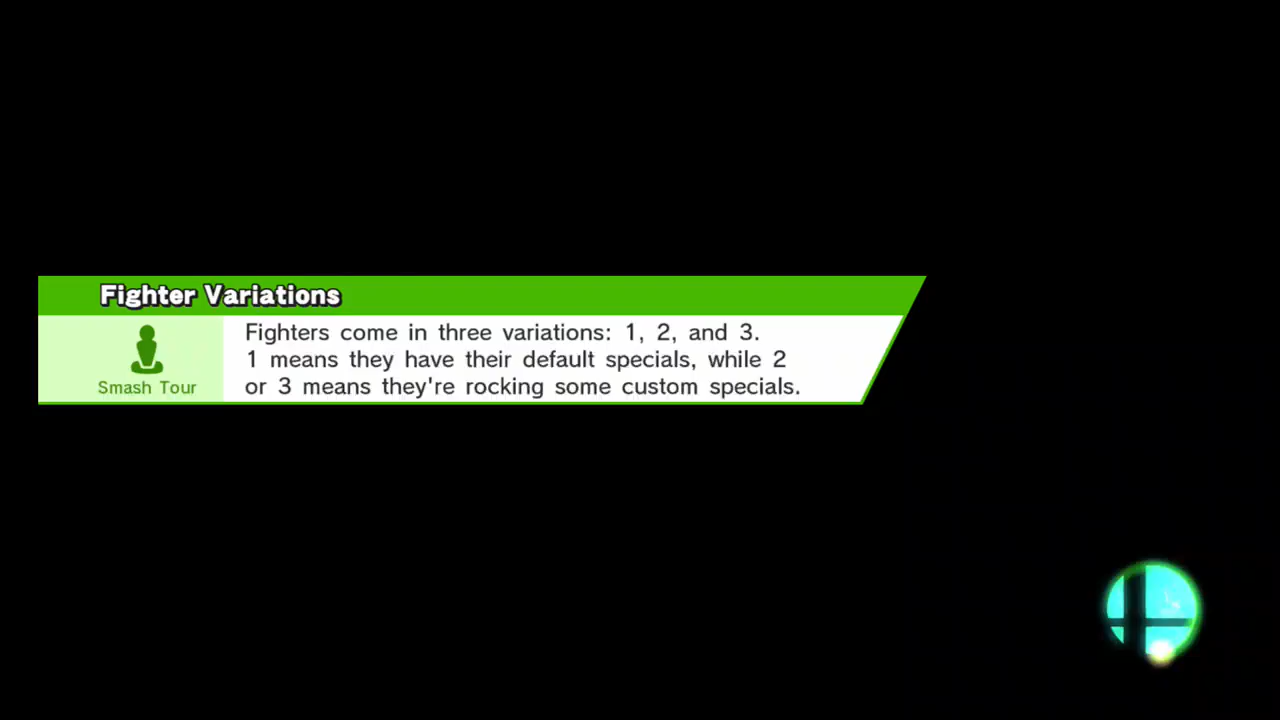 Fighter Variations
Smash Tour
Fighters come in three variations: 1, 2, and 3.
1 means they have their default specials, while 2
or 3 means they're rocking some custom specials.